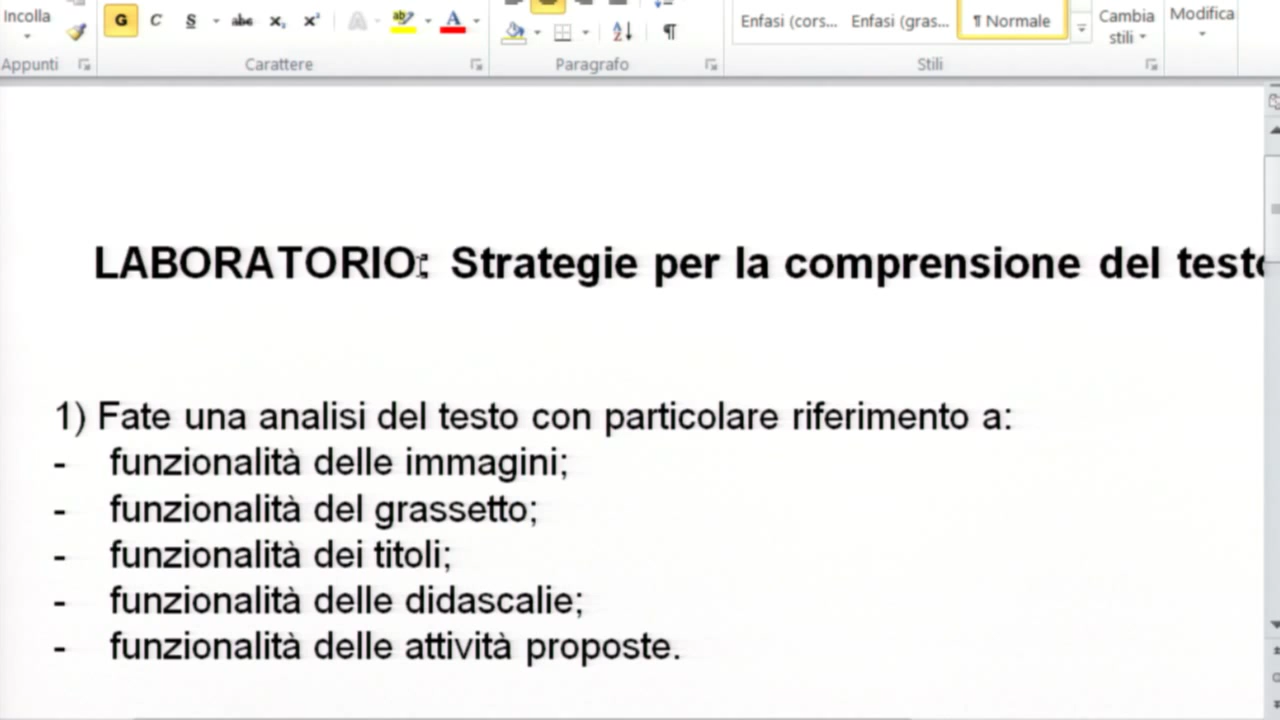 Incolla
G C S abc x, x² A ab A
Enfasi (cors... Enfasi (gras... ¶ Normale
Cambia
stili
Modifica
Appunti Carattere Paragrafo Stili
LABORATORIO: Strategie per la comprensione del testo
1) Fate una analisi del testo con particolare riferimento a:
- funzionalità delle immagini;
- funzionalità del grassetto;
- funzionalità dei titoli;
- funzionalità delle didascalie;
- funzionalità delle attività proposte.